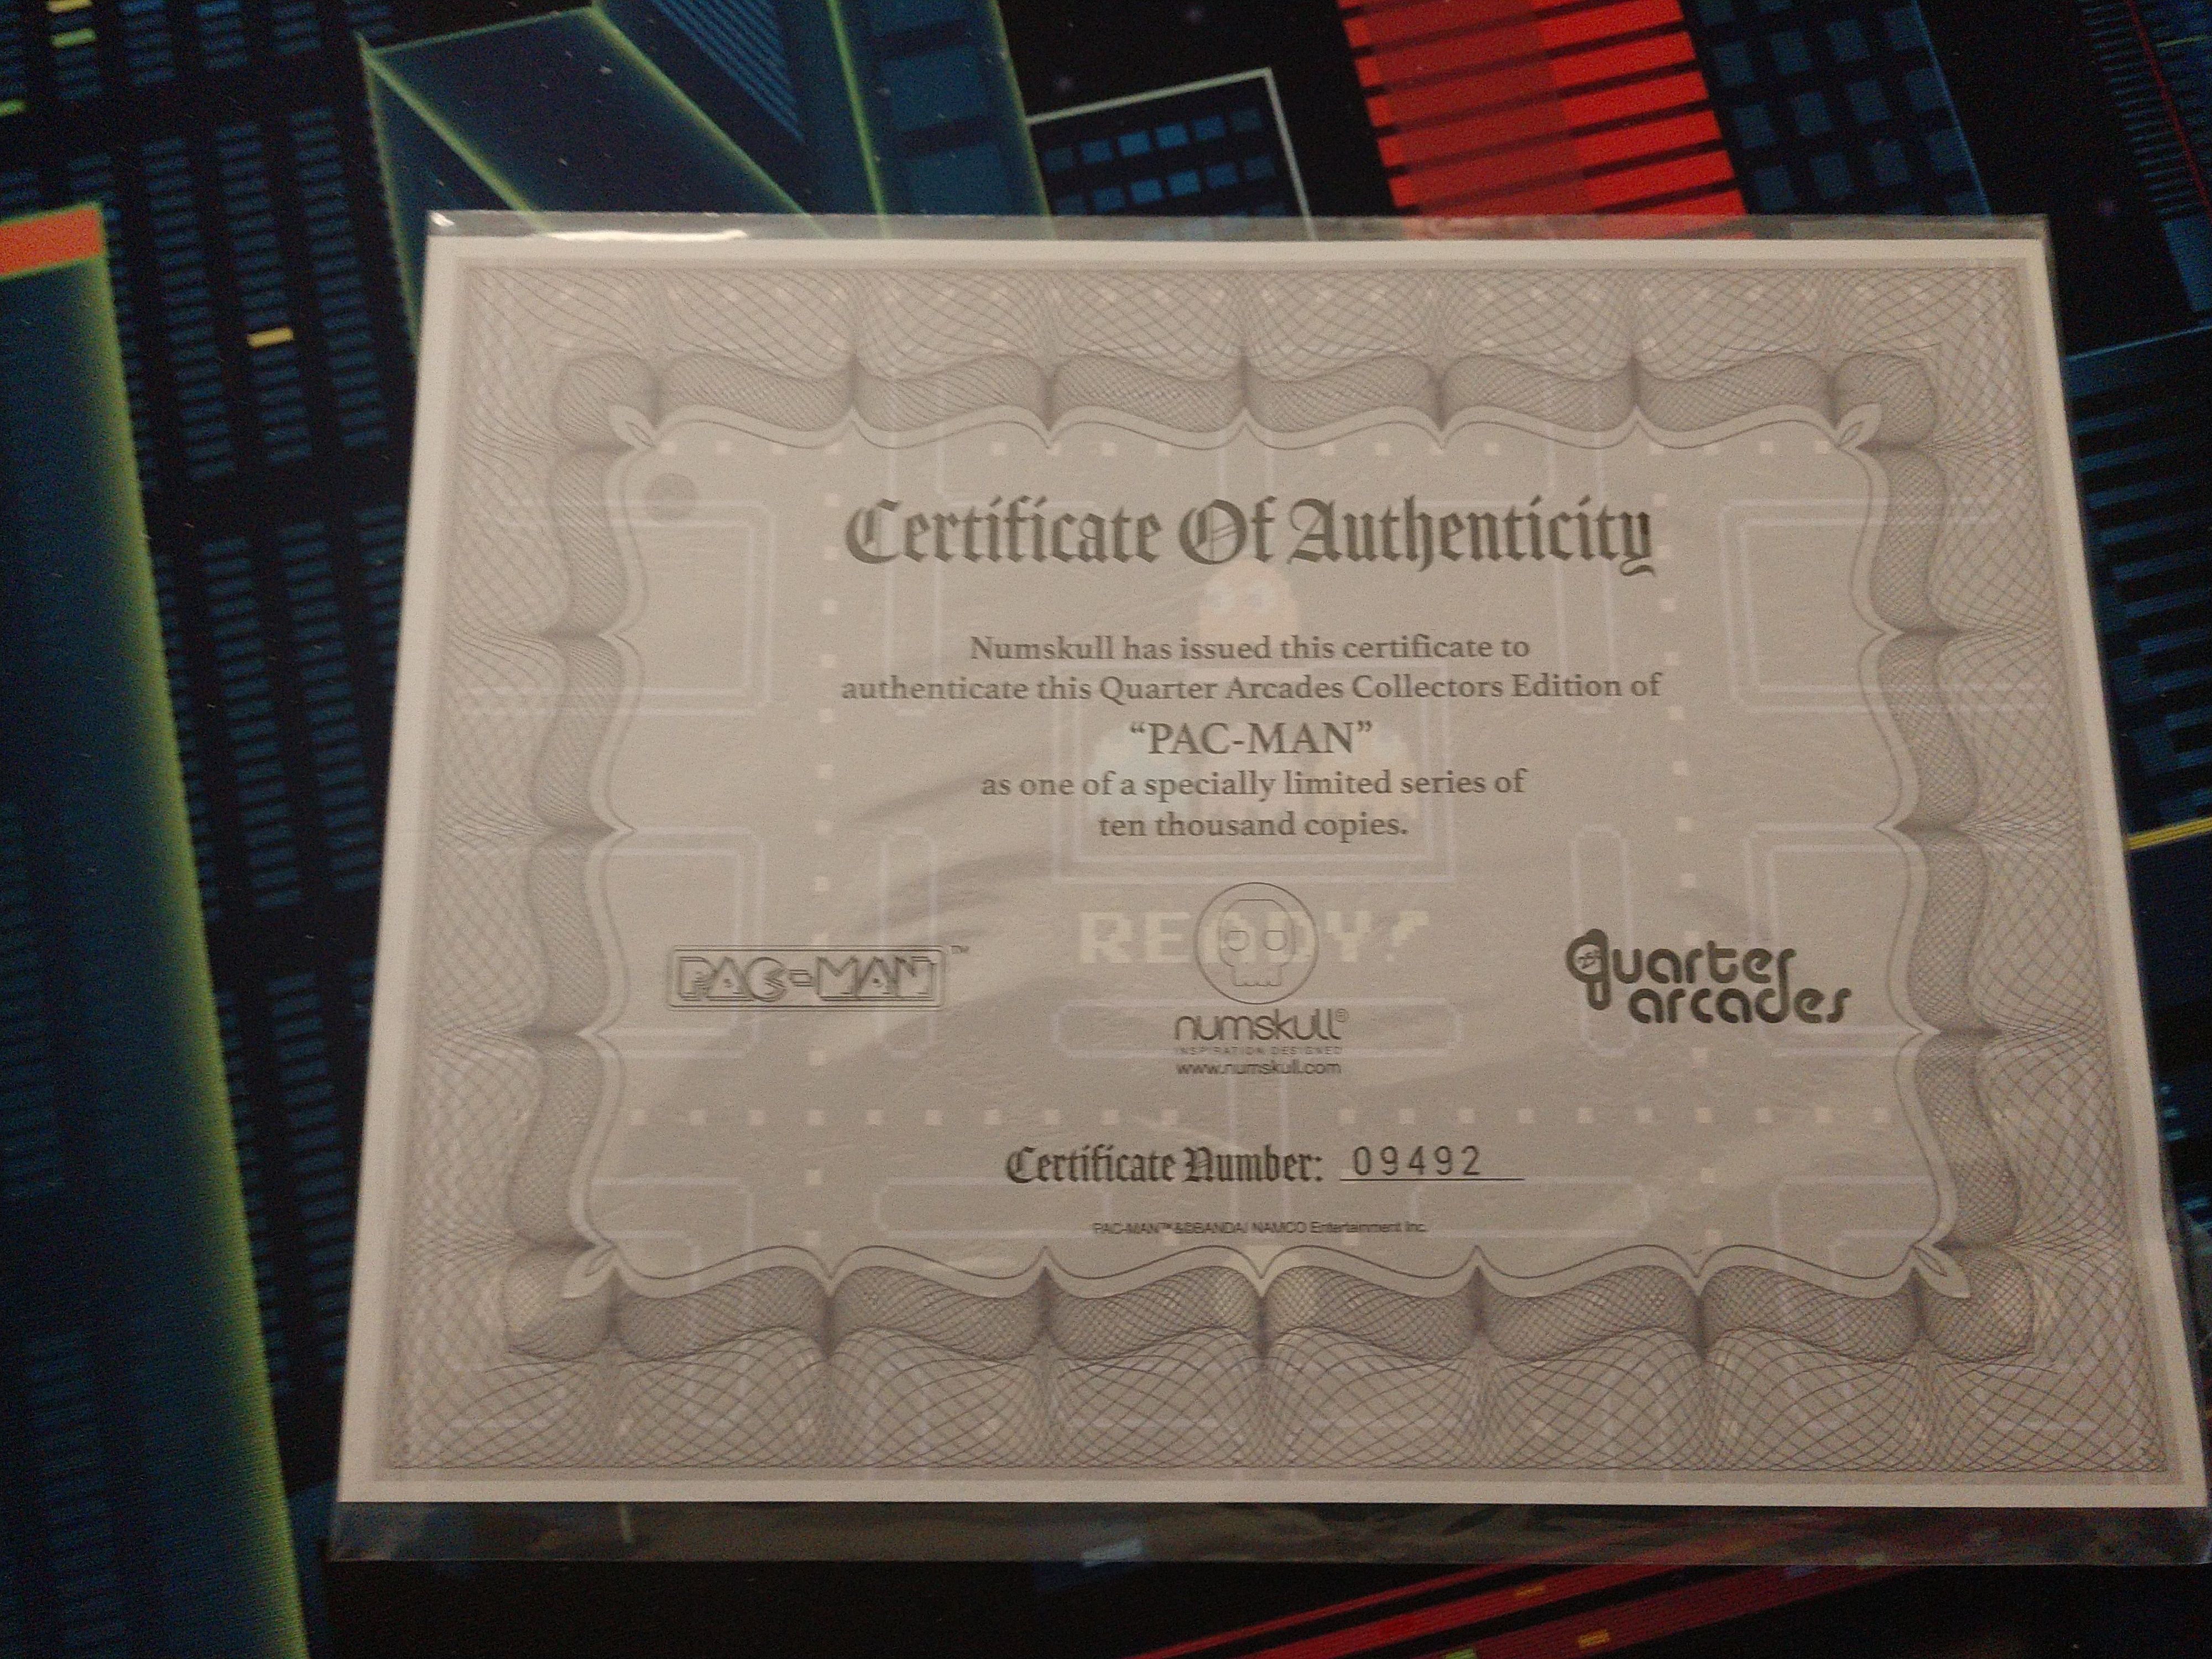 Certificate Of Authenticity
Numskull has issued this certificate to
authenticate this Quarter Arcades Collectors Edition of
“PAC-MAN”
as one of a specially limited series of
ten thousand copies.
READY!
PAC-MAN™
quarter
arcades
numskull®
INSPIRATION DESIGNED
www.numskull.com
Certificate Number: 09492
PAC-MAN™&©BANDAI NAMCO Entertainment Inc.